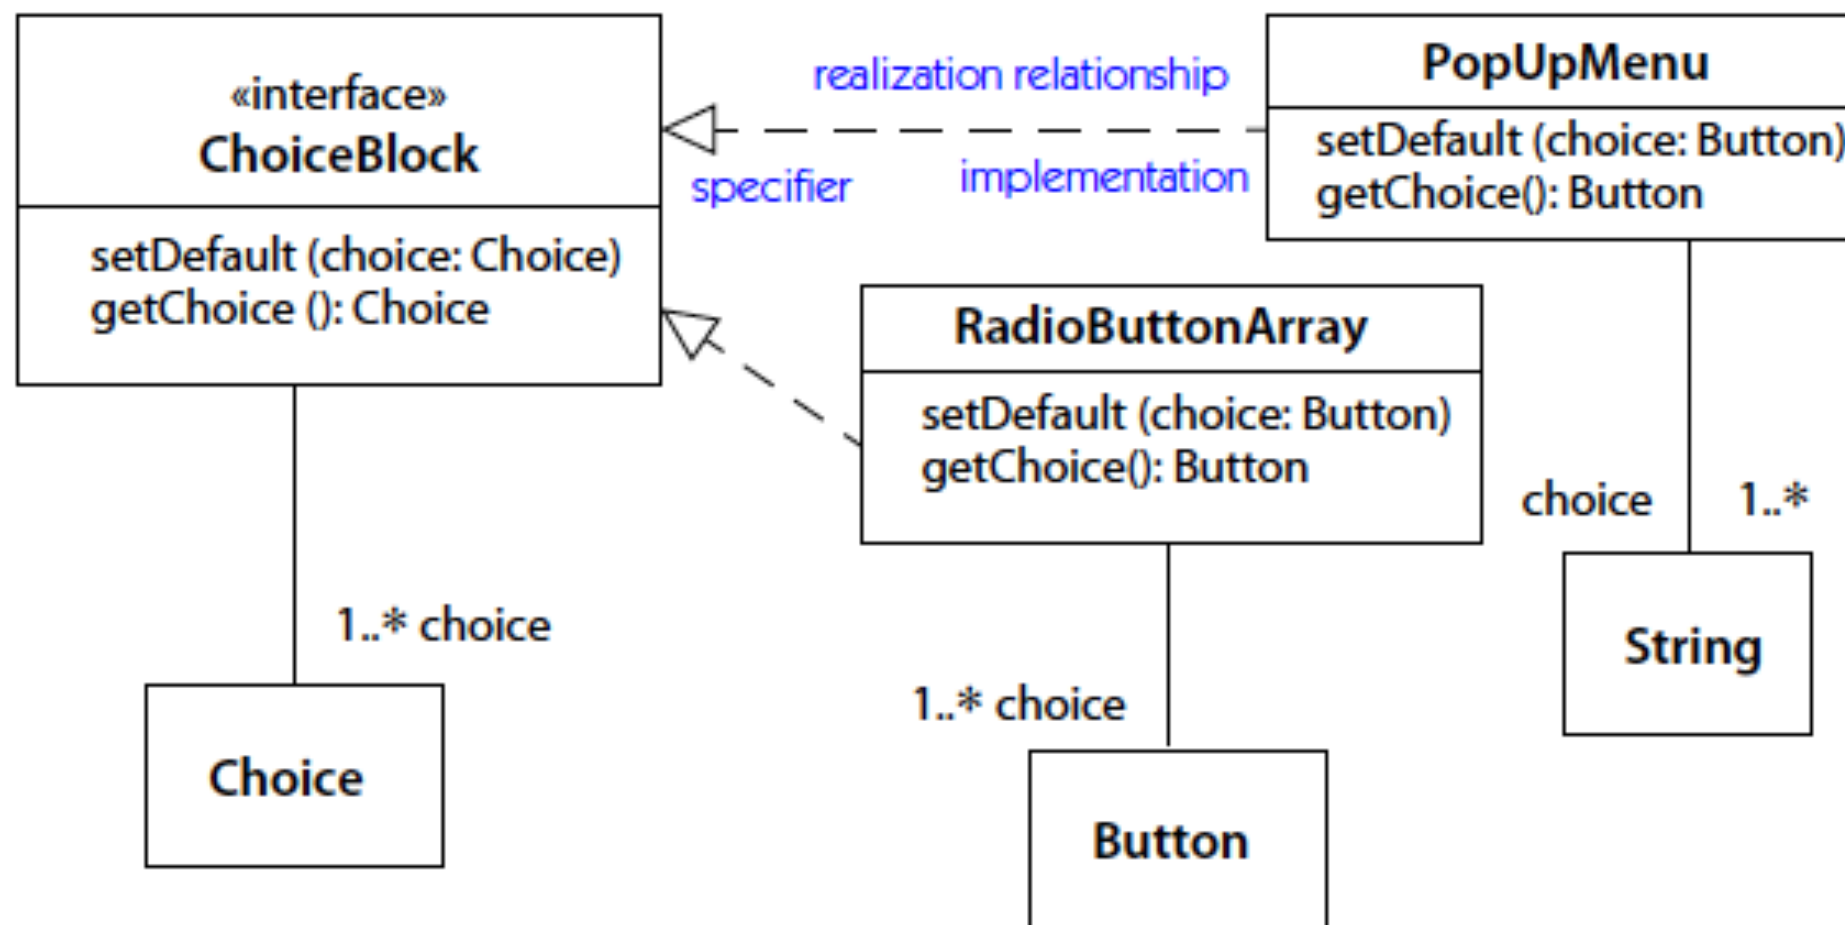 «interface»
ChoiceBlock
setDefault (choice: Choice)
getChoice (): Choice
realization relationship
specifier
implementation
PopUpMenu
setDefault (choice: Button)
getChoice(): Button
RadioButtonArray
setDefault (choice: Button)
getChoice(): Button
choice
1..*
String
1..* choice
Choice
1..* choice
Button